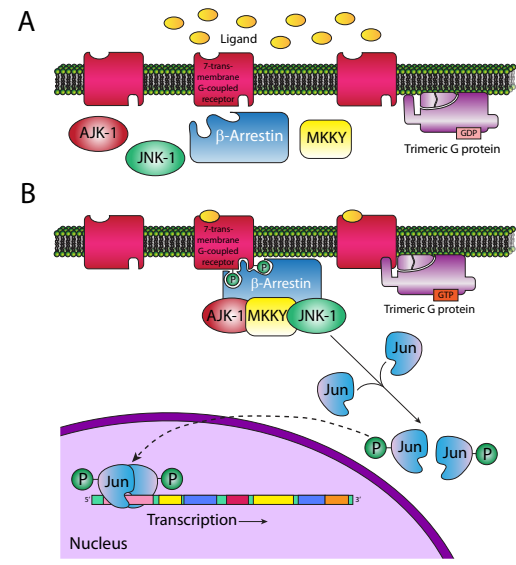 A
Ligand
7-trans-
membrane
G-coupled
receptor
AJK-1
JNK-1
β-Arrestin
MKKY
GDP
Trimeric G protein
B
7-trans-
membrane
G-coupled
receptor
P
P
β-Arrestin
AJK-1
MKKY
JNK-1
GTP
Trimeric G protein
Jun
Jun
P
Jun
Jun
P
P
Jun
P
5'
3'
Transcription
Nucleus